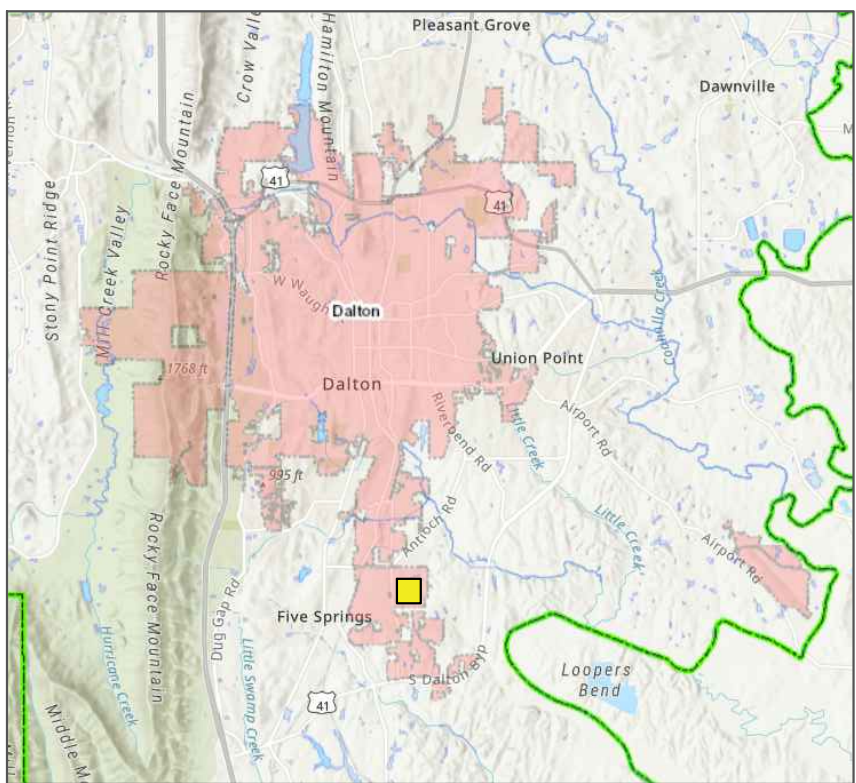 Pleasant Grove
Crow Valley
Hamilton Mountain
Dawnville
41
41
Rocky Face Mountain
Stony Point Ridge
Mill Creek Valley
W Waugh
Dalton
Coahulla Creek
Union Point
1768 ft
Dalton
Riverbend Rd
Little Creek
Airport Rd
995 ft
Antioch Rd
Little Creek
Airport Rd
Rocky Face Mountain
Dug Gap Rd
Five Springs
Hurricane Creek
Little Swamp Creek
S Dalton Byp
Loopers
Bend
41
Middle M